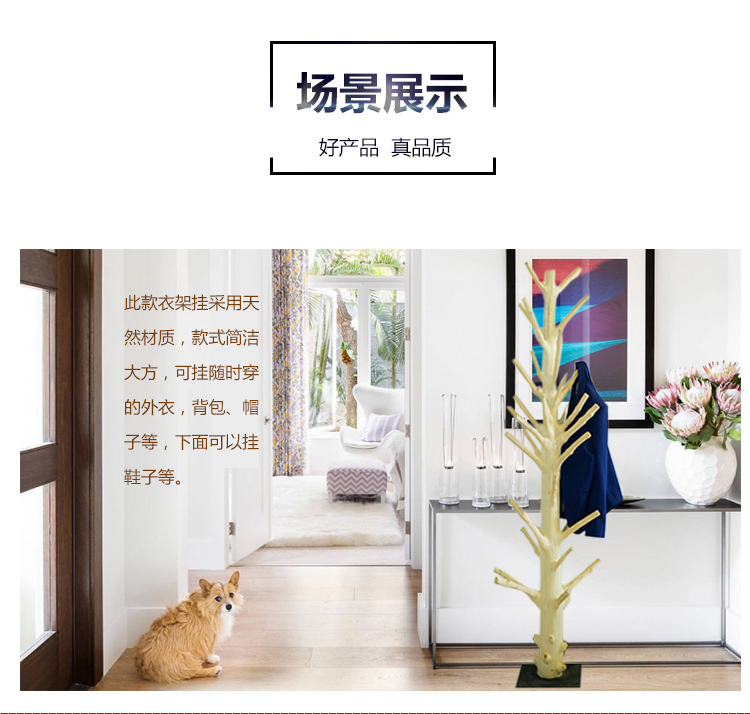 场景展示
好产品 真品质
此款衣架挂采用天
然材质，款式简洁
大方，可挂随时穿
的外衣，背包、帽
子等，下面可以挂
鞋子等。